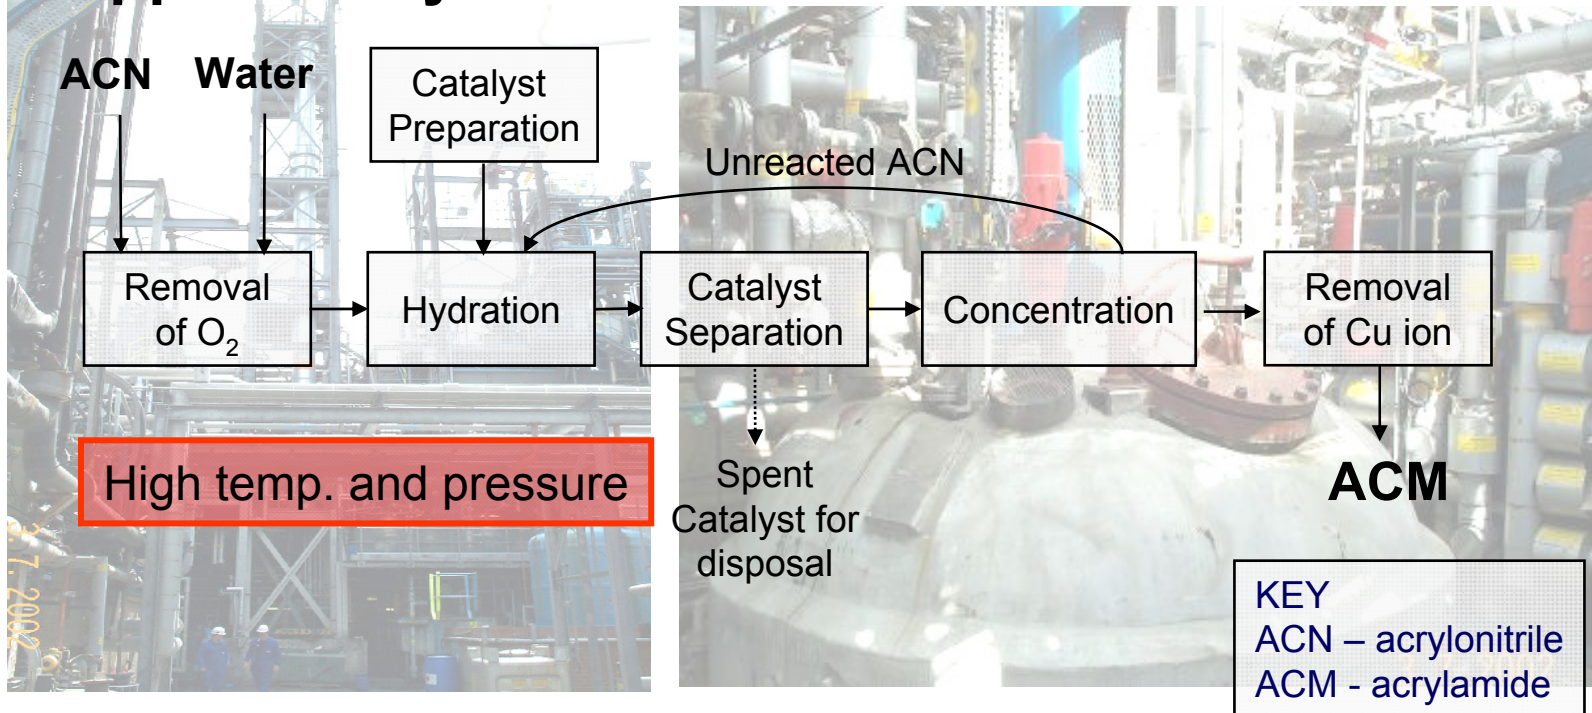 ACN Water
Catalyst
Preparation
Unreacted ACN
Removal
of O2
Hydration
Catalyst
Separation
Concentration
Removal
of Cu ion
High temp. and pressure
Spent
Catalyst for
disposal
ACM
KEY
ACN – acrylonitrile
ACM - acrylamide